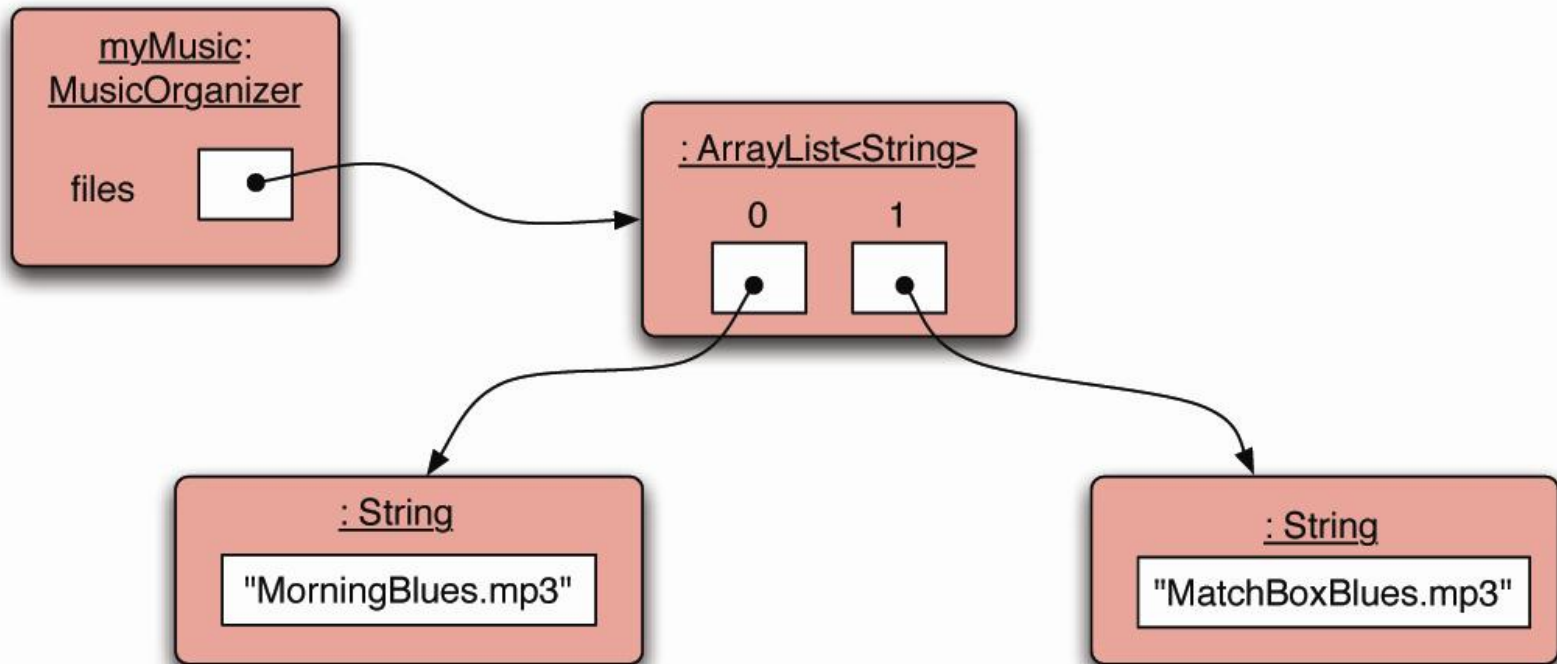 myMusic:
MusicOrganizer
files
: ArrayList<String>
0 1
: String
"MorningBlues.mp3"
: String
"MatchBoxBlues.mp3"